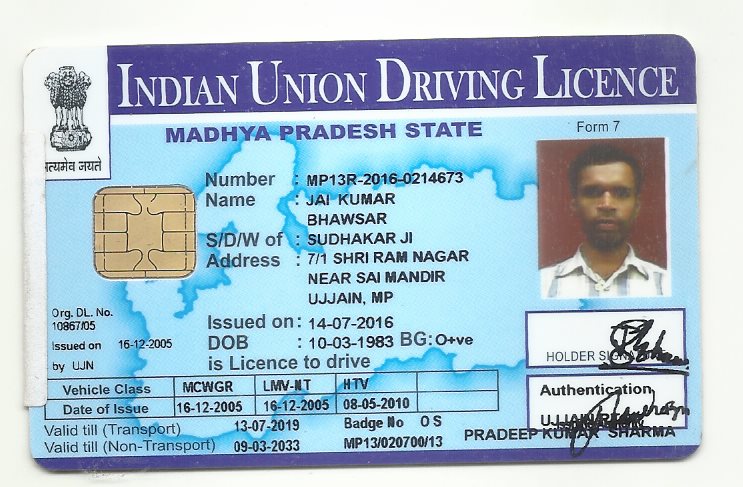 INDIAN UNION DRIVING LICENCE
सत्यमेव जयते
MADHYA PRADESH STATE
Form 7
Number : MP13R-2016-0214673
Name : JAI KUMAR
BHAWSAR
S/D/W of : SUDHAKAR JI
Address : 7/1 SHRI RAM NAGAR
NEAR SAI MANDIR
UJJAIN, MP
Org. DL. No.
10867/05
Issued on 16-12-2005
by UJN
Issued on : 14-07-2016
DOB : 10-03-1983 BG: O+ve
is Licence to drive
HOLDER
Vehicle Class MCWGR LMV-NT HTV
Date of Issue 16-12-2005 16-12-2005 08-05-2010
Authentication
UJJAIN
Valid till (Transport) 13-07-2019 Badge No O S
Valid till (Non-Transport) 09-03-2033 MP13/020700/13
PRADEEP KUMAR SHARMA